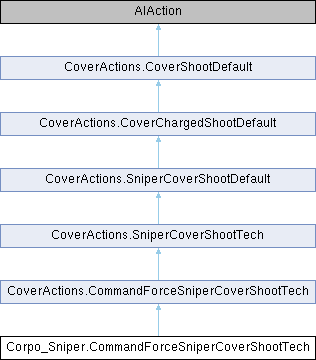 AIAction
CoverActions.CoverShootDefault
CoverActions.CoverChargedShootDefault
CoverActions.SniperCoverShootDefault
CoverActions.SniperCoverShootTech
CoverActions.CommandForceSniperCoverShootTech
Corpo_Sniper.CommandForceSniperCoverShootTech